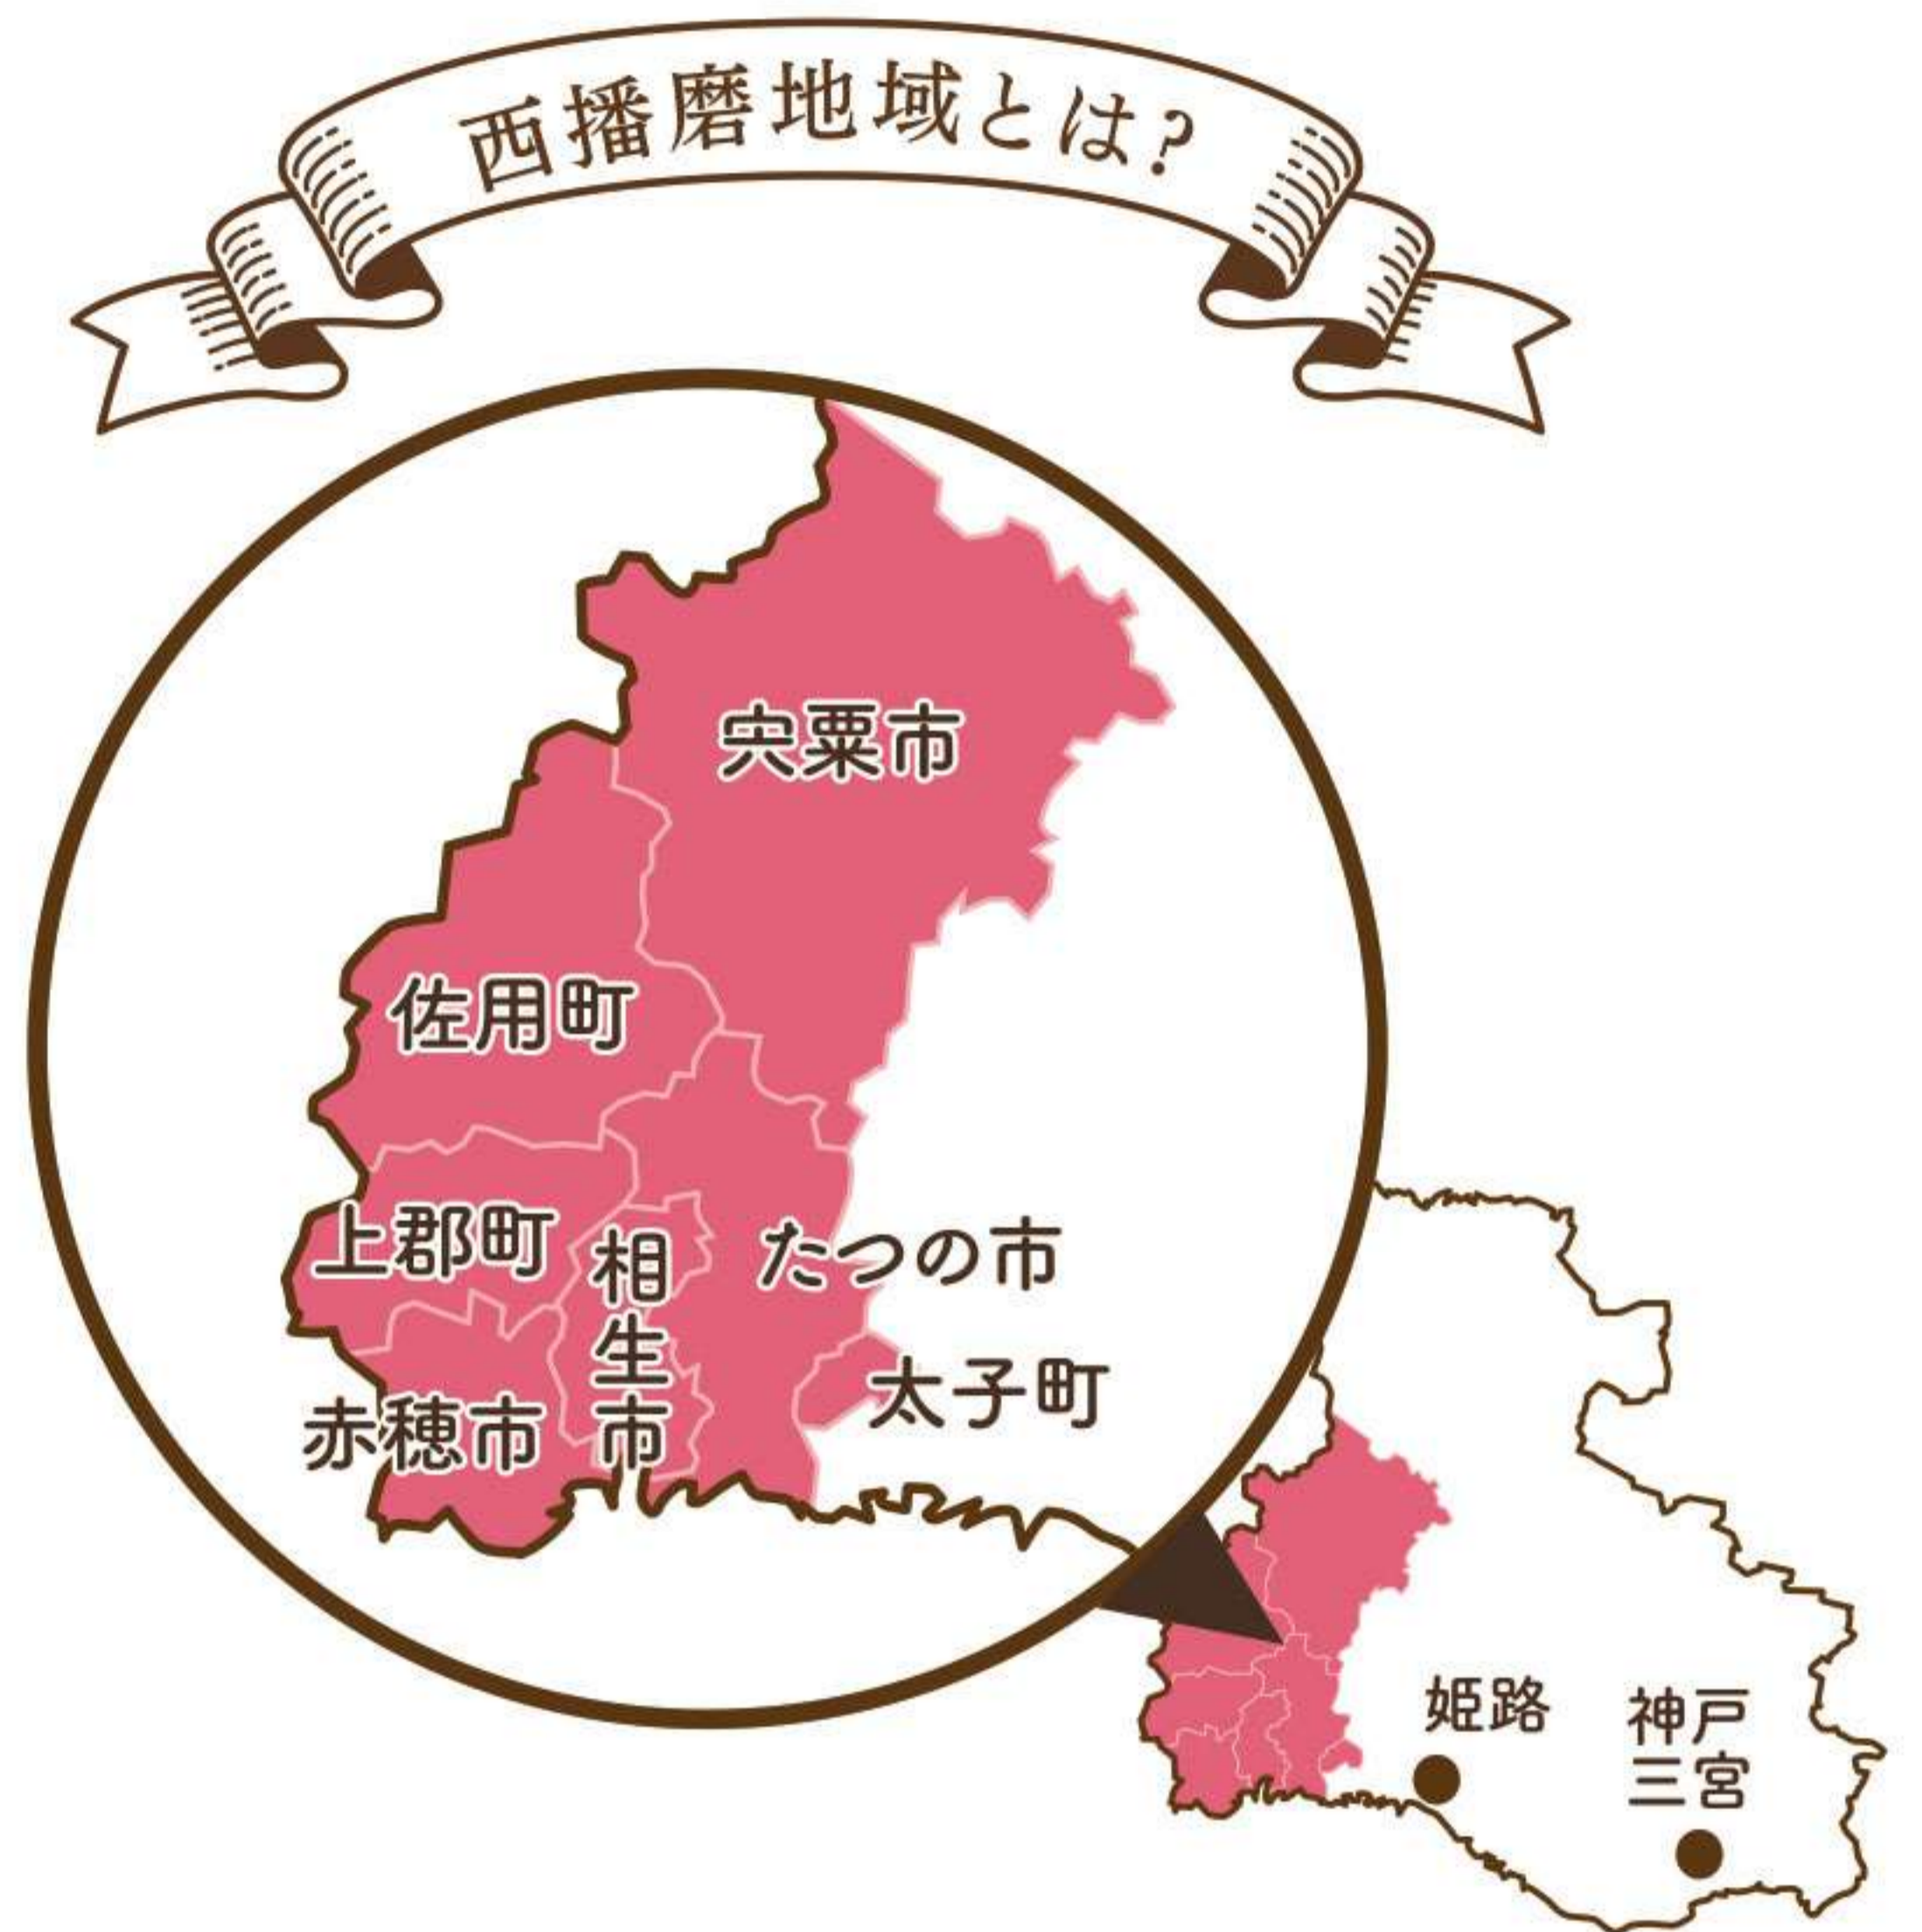 西播磨地域とは?
宍粟市
佐用町
上郡町
相生市
たつの市
太子町
赤穂市
姫路
神戸
三宮